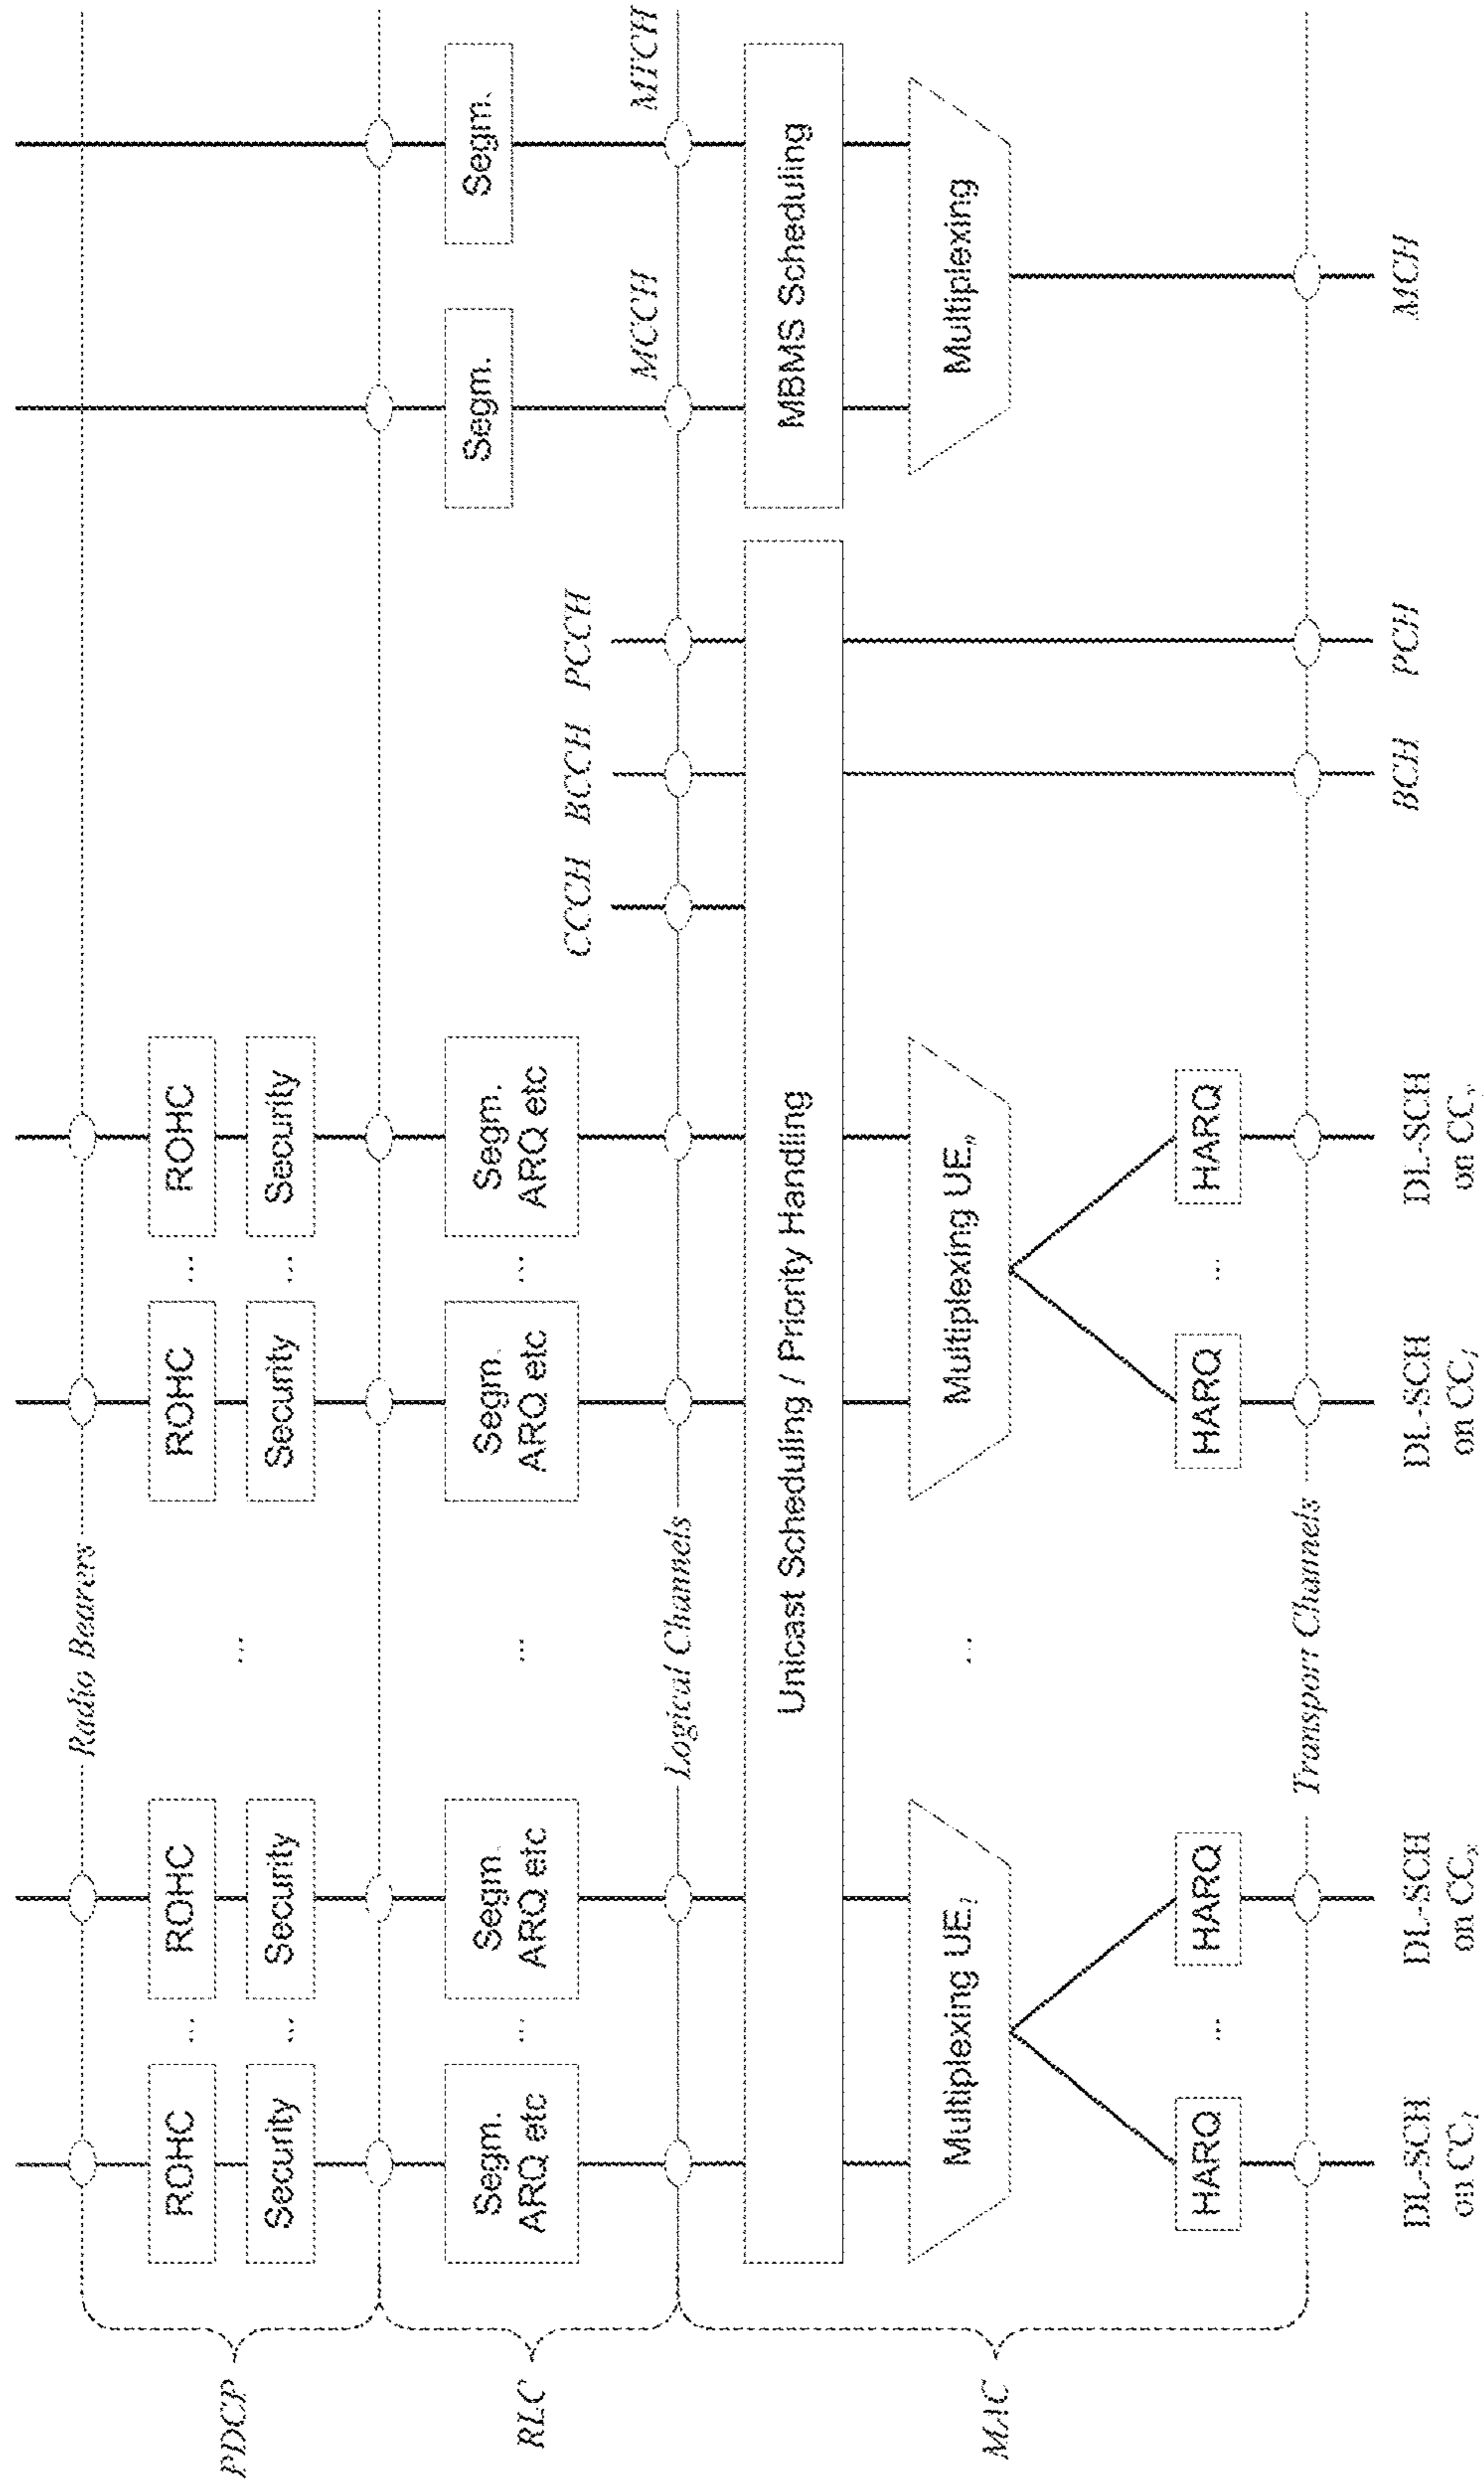 Radio Bearers
ROHC ... ROHC ROHC ... ROHC
PDCP ...
Security ... Security Security ... Security
Segm. Segm. Segm. Segm. Segm. Segm.
ARQ etc ... ARQ etc ... ARQ etc ... ARQ etc
RLC
CCCH BCCH PCCH
MCCH MTCH
Logical Channels
Unicast Scheduling / Priority Handling MBMS Scheduling
Multiplexing UE₁ ... Multiplexing UEₙ Multiplexing
MAC
HARQ ... HARQ HARQ ... HARQ
Transport Channels
DL-SCH DL-SCH DL-SCH DL-SCH BCH PCH MCH
on CC₁ on CCₓ on CC₁ on CCᵧ